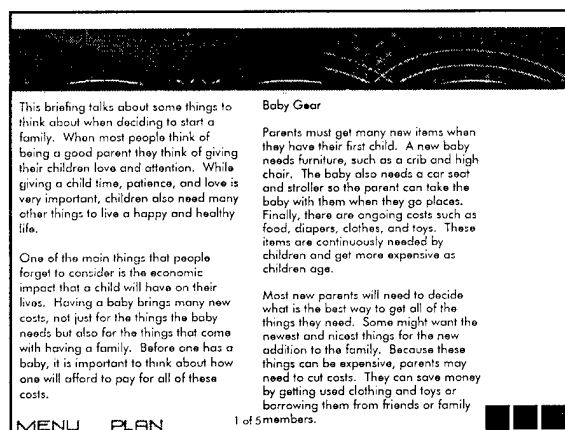 This briefing talks about some things to
think about when deciding to start a
family. When most people think of
being a good parent they think of giving
their children love and attention. While
giving a child time, patience, and love is
very important, children also need many
other things to live a happy and healthy
life.
One of the main things that people
forget to consider is the economic
impact that a child will have on their
lives. Having a baby brings many new
costs, not just for the things the baby
needs but also for the things that come
with having a family. Before one has a
baby, it is important to think about how
one will afford to pay for all of these
costs.
Baby Gear
Parents must get many new items when
they have their first child. A new baby
needs furniture, such as a crib and high
chair. The baby also needs a car seat
and stroller so the parent can take the
baby with them when they go places.
Finally, there are ongoing costs such as
food, diapers, clothes, and toys. These
items are continuously needed by
children and get more expensive as
children age.
Most new parents will need to decide
what is the best way to get all of the
things they need. Some might want the
newest and nicest things for the new
addition to the family. Because these
things can be expensive, parents may
need to cut costs. They can save money
by getting used clothing and toys or
borrowing them from friends or family
members.
MENU PLAN
1 of 5